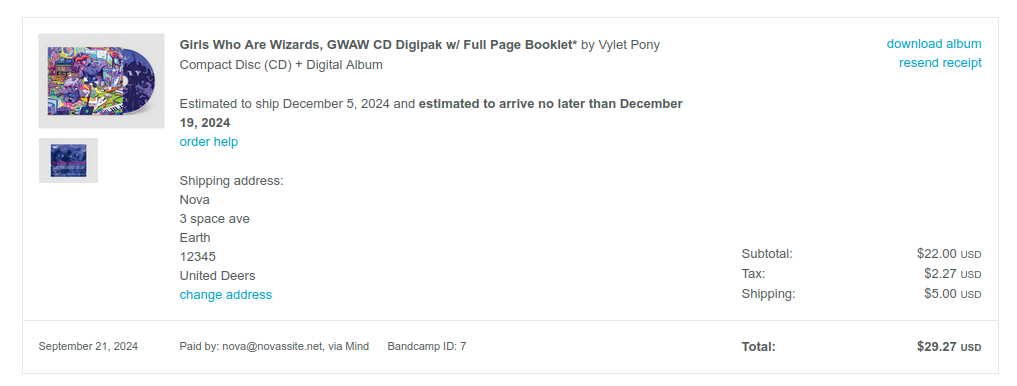 Girls Who Are Wizards, GWAW CD Digipak w/ Full Page Booklet* by Vylet Pony
Compact Disc (CD) + Digital Album
download album
resend receipt
Estimated to ship December 5, 2024 and estimated to arrive no later than December
19, 2024
order help
Shipping address:
Nova
3 space ave
Earth
12345
United Deers
change address
Subtotal: $22.00 USD
Tax: $2.27 USD
Shipping: $5.00 USD
September 21, 2024 Paid by: nova@novassite.net, via Mind Bandcamp ID: 7 Total: $29.27 USD